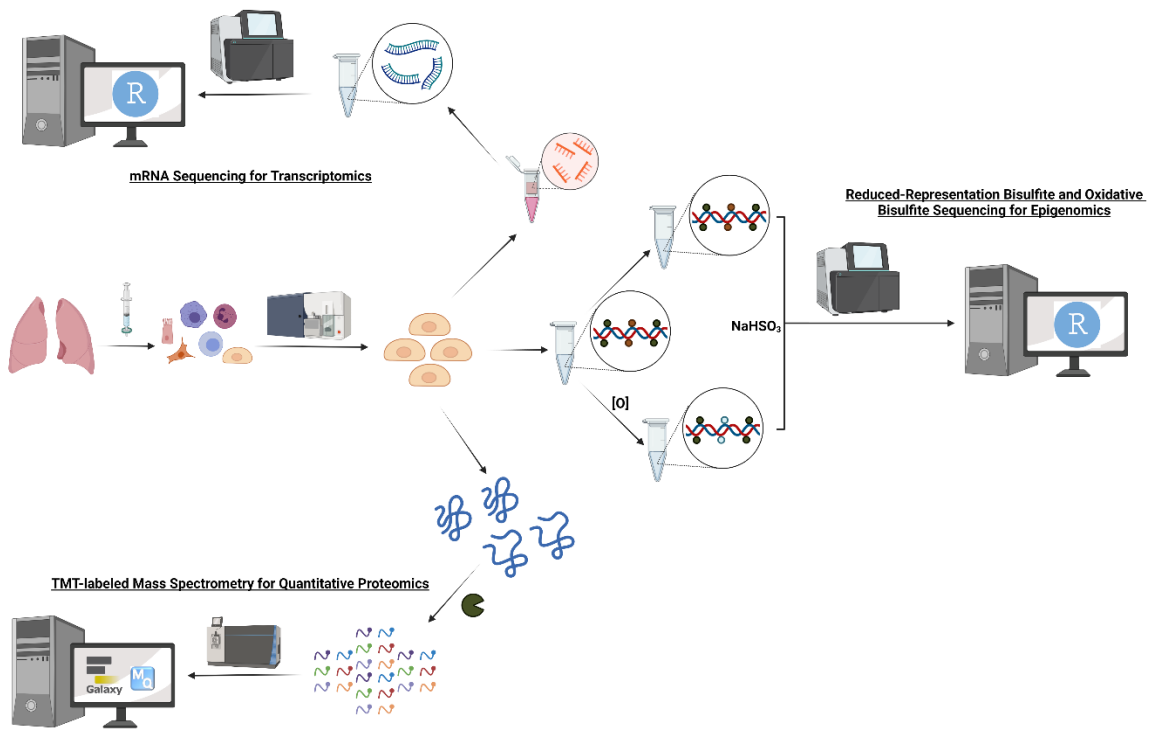 R
mRNA Sequencing for Transcriptomics
Reduced-Representation Bisulfite and Oxidative
Bisulfite Sequencing for Epigenomics
NaHSO₃
R
[O]
TMT-labeled Mass Spectrometry for Quantitative Proteomics
Galaxy
MQ